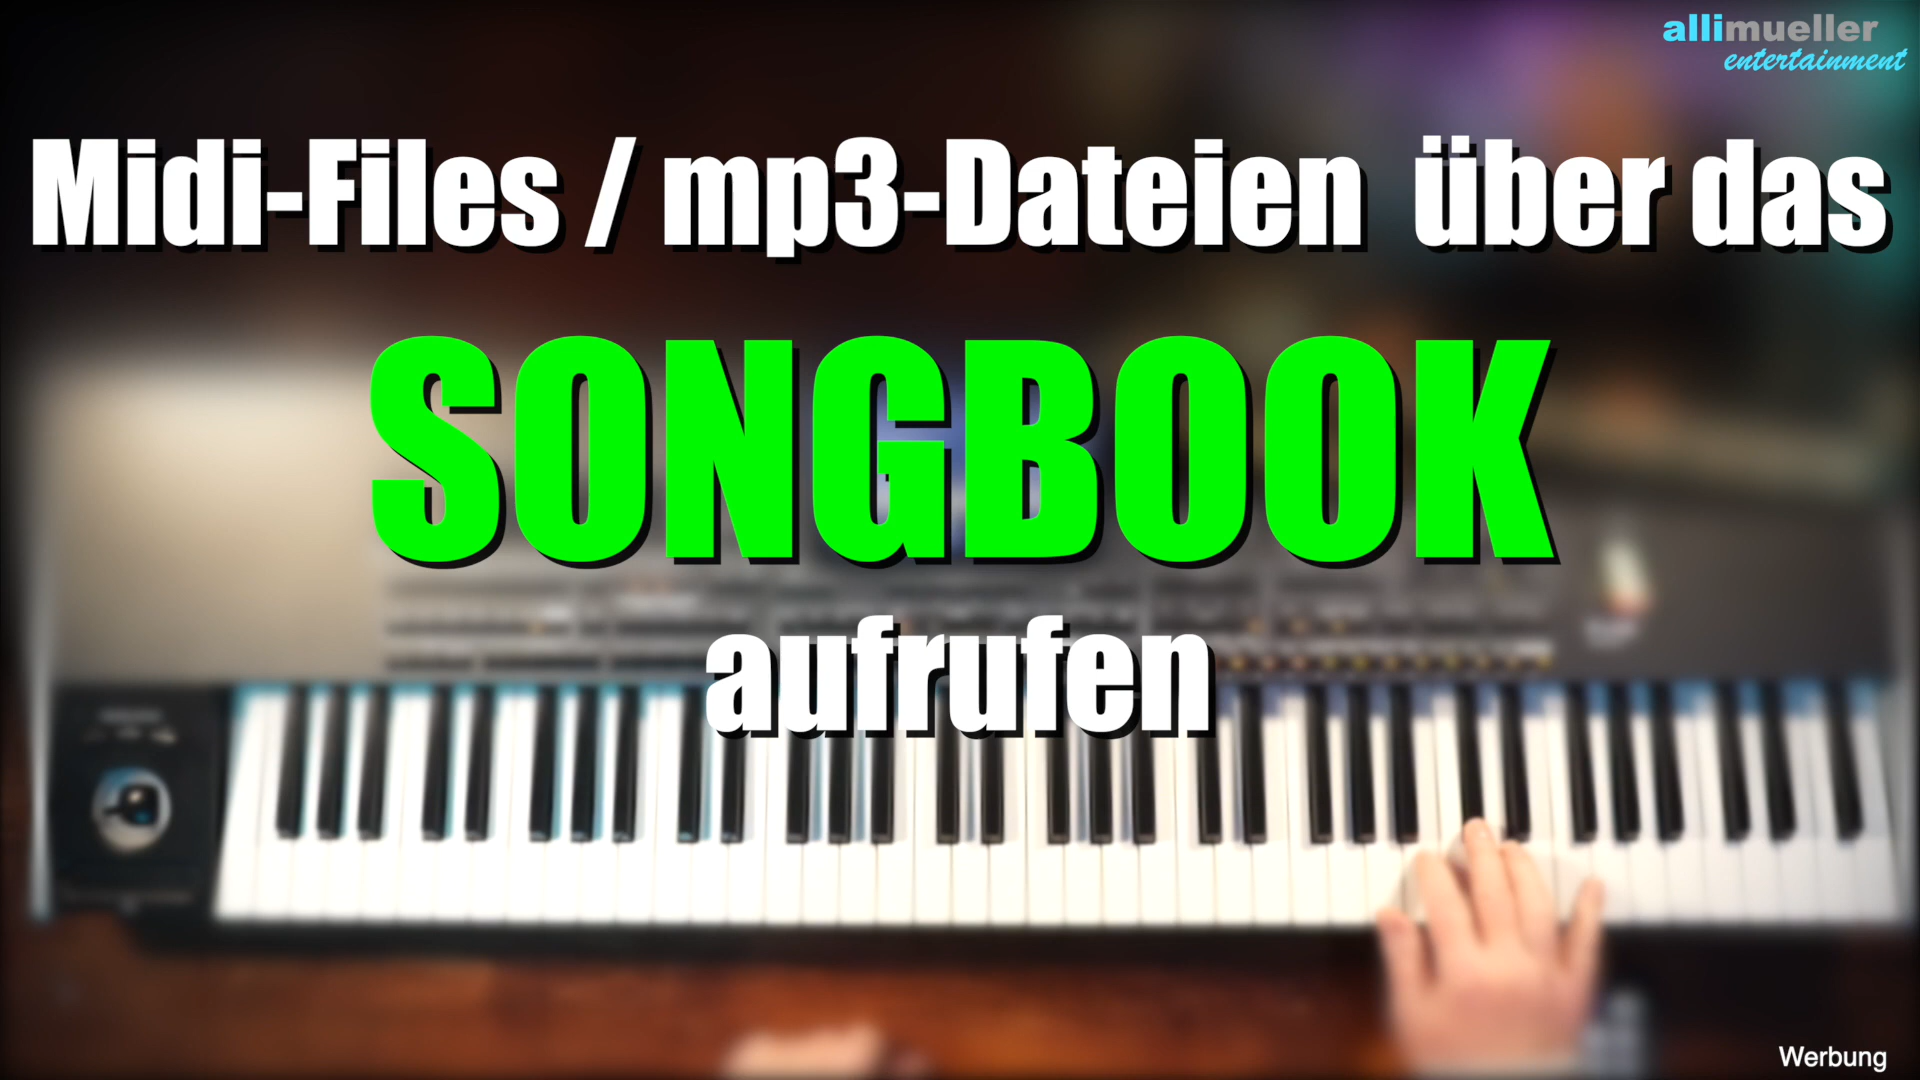 allimueller
entertainment
Midi-Files / mp3-Dateien über das
SONGBOOK
aufrufen
Werbung